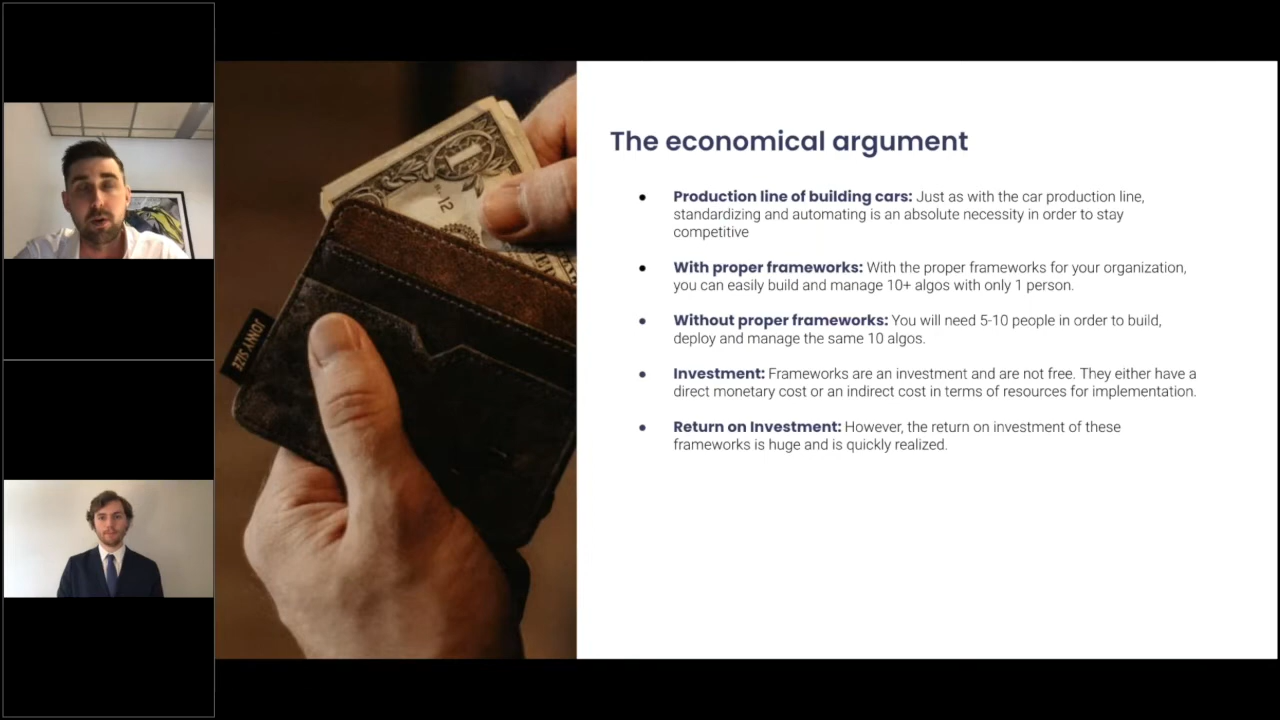 The economical argument
Production line of building cars: Just as with the car production line,
standardizing and automating is an absolute necessity in order to stay
competitive
With proper frameworks: With the proper frameworks for your organization,
you can easily build and manage 10+ algos with only 1 person.
Without proper frameworks: You will need 5-10 people in order to build,
deploy and manage the same 10 algos.
Investment: Frameworks are an investment and are not free. They either have a
direct monetary cost or an indirect cost in terms of resources for implementation.
Return on Investment: However, the return on investment of these
frameworks is huge and is quickly realized.
JONNY SIZE
1
12